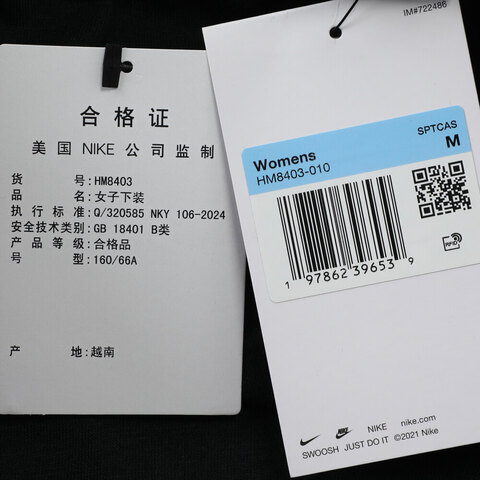 合格证
美国 NIKE 公司监制
货 号:HM8403
品 名:女子下装
执行标准:Q/320585 NKY 106-2024
安全技术类别:GB 18401 B类
产品等级:合格品
号 型:160/66A
产 地:越南
IM#722486
SPTCAS
Womens M
HM8403-010
RFID
1 97862 39653 9
NIKE nike.com
SWOOSH JUST DO IT ©2021 Nike